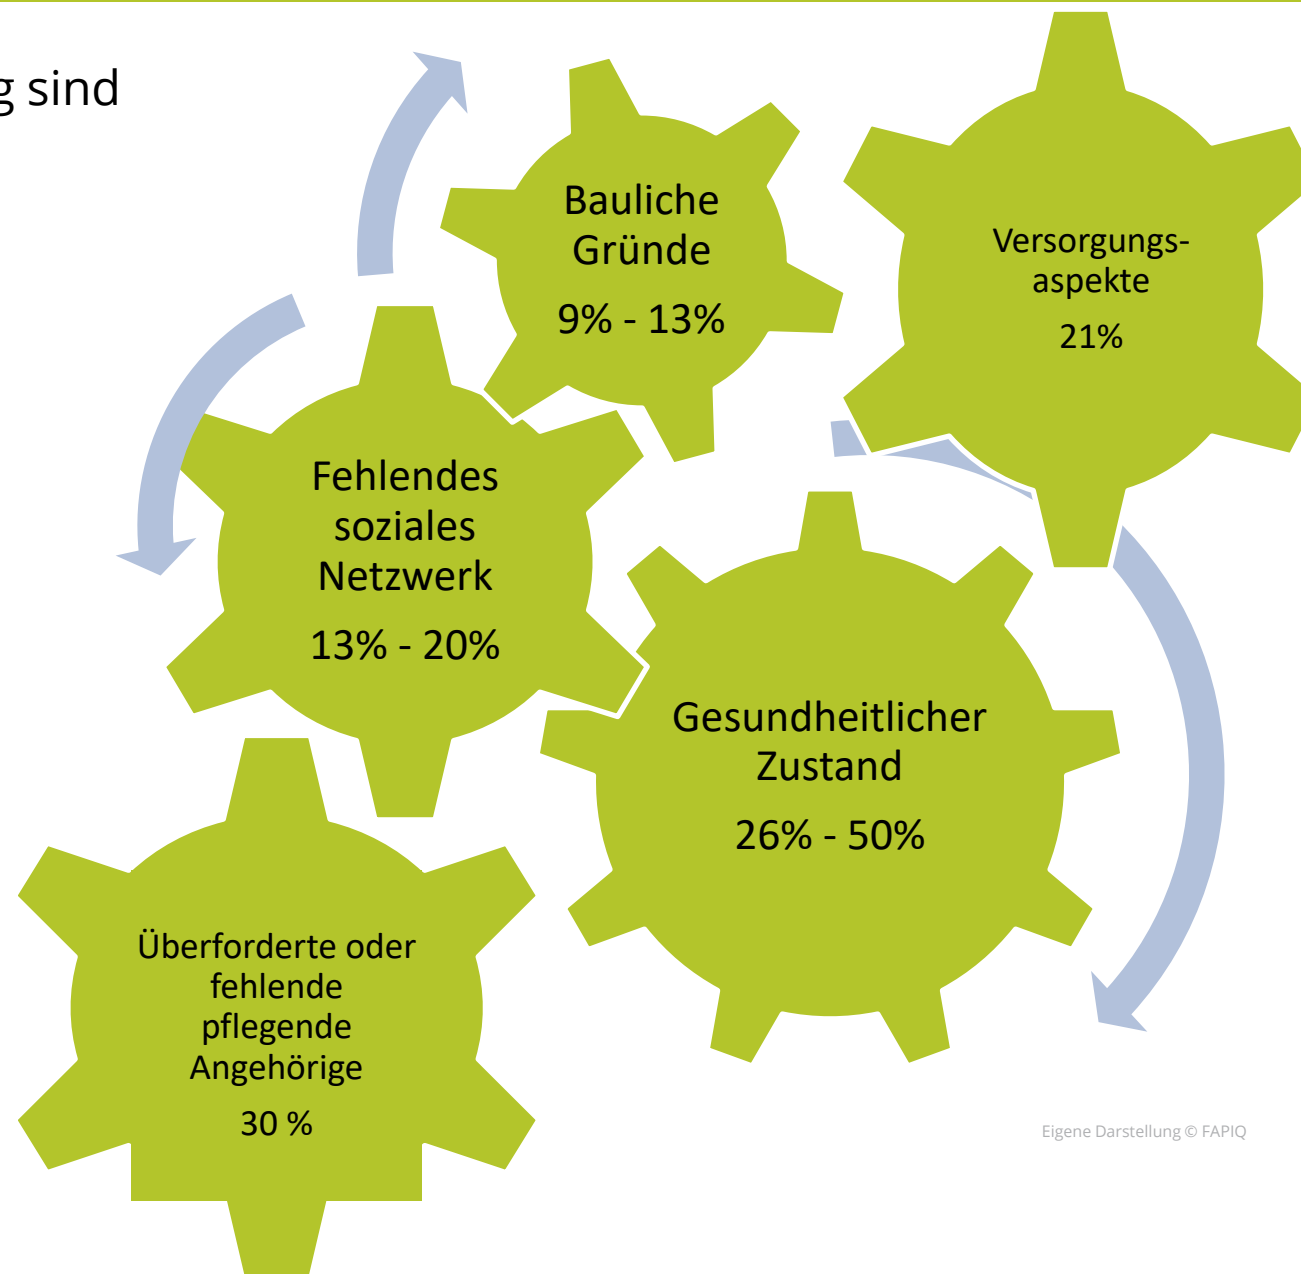 g sind
Bauliche
Gründe
9% - 13%
Versorgungs-
aspekte
21%
Fehlendes
soziales
Netzwerk
13% - 20%
Gesundheitlicher
Zustand
26% - 50%
Überforderte oder
fehlende
pflegende
Angehörige
30 %
Eigene Darstellung © FAPIQ